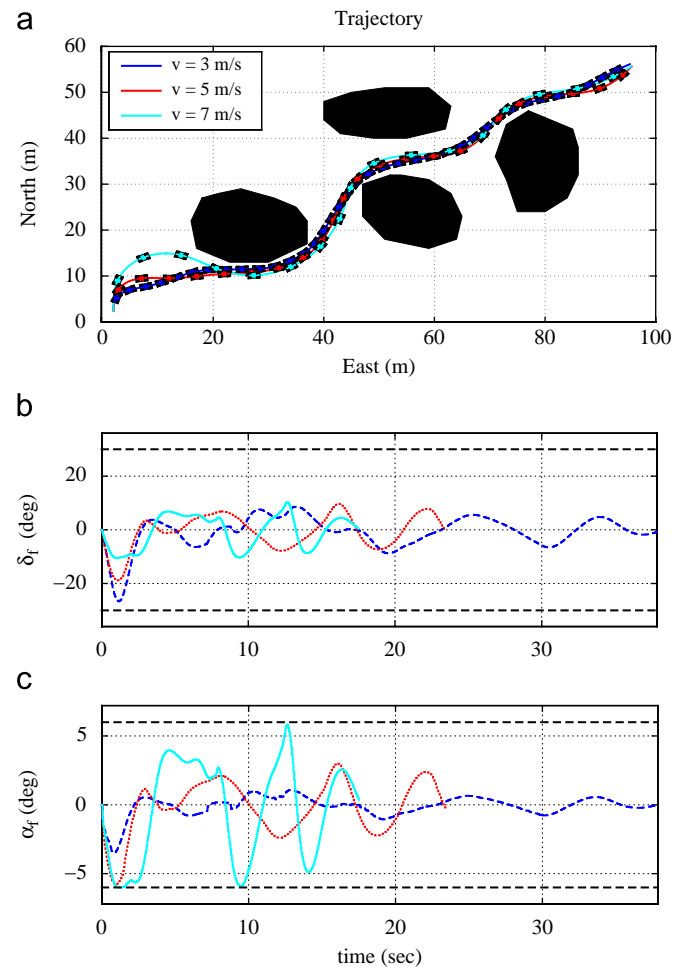 a
Trajectory
60
50
40
30
20
10
0
North (m)
v = 3 m/s
v = 5 m/s
v = 7 m/s
0
20
40
60
80
100
East (m)
b
20
0
−20
δf (deg)
0
10
20
30
c
5
0
−5
αf (deg)
0
10
20
30
time (sec)